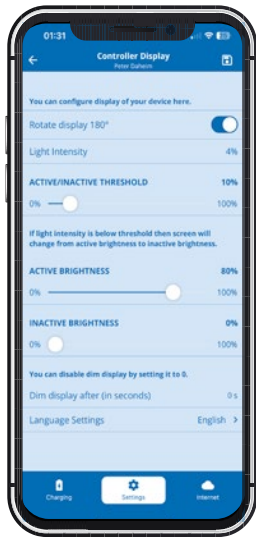 01:31
Controller Display
Peter Daheim
You can configure display of your device here.
Rotate display 180°
Light Intensity 4%
ACTIVE/INACTIVE THRESHOLD 10%
0% 100%
If light intensity is below threshold then screen will
change from active brightness to inactive brightness.
ACTIVE BRIGHTNESS 80%
0% 100%
INACTIVE BRIGHTNESS 0%
0% 100%
You can disable dim display by setting it to 0.
Dim display after (in seconds) 0 s
Language Settings English >
Charging Settings Internet